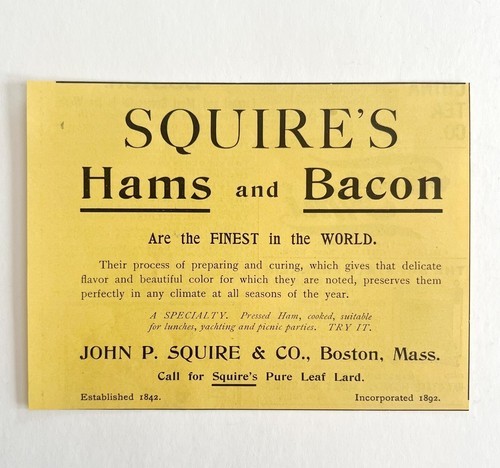 SQUIRE'S
Hams and Bacon
Are the FINEST in the WORLD.
Their process of preparing and curing, which gives that delicate
flavor and beautiful color for which they are noted, preserves them
perfectly in any climate at all seasons of the year.
A SPECIALTY. Pressed Ham, cooked, suitable
for lunches, yachting and picnic parties. TRY IT.
JOHN P. SQUIRE & CO., Boston, Mass.
Call for Squire's Pure Leaf Lard.
Established 1842. Incorporated 1892.